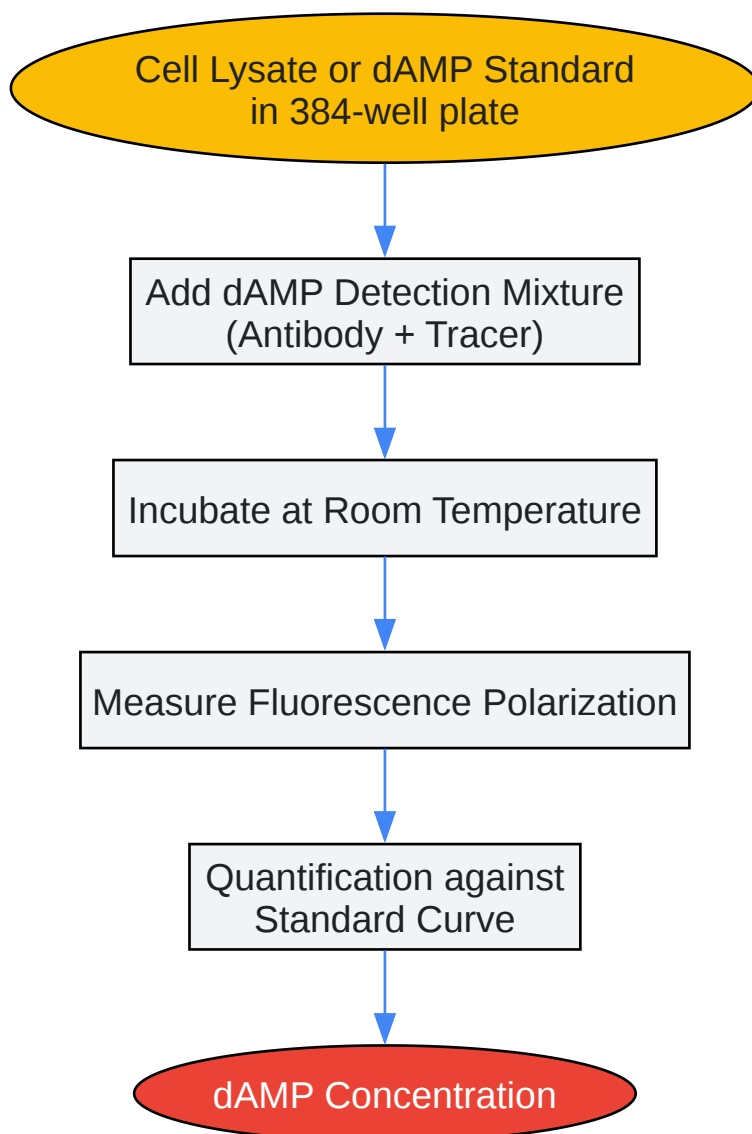 Cell Lysate or dAMP Standard
in 384-well plate
Add dAMP Detection Mixture
(Antibody + Tracer)
Incubate at Room Temperature
Measure Fluorescence Polarization
Quantification against
Standard Curve
dAMP Concentration